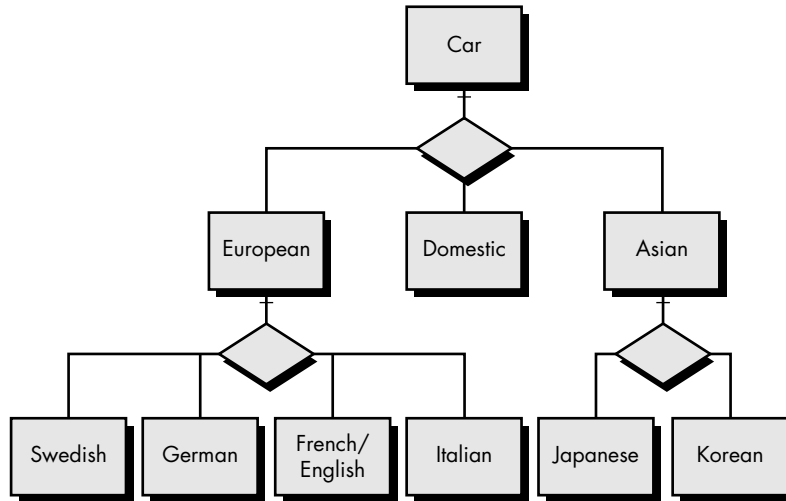 Car
European
Domestic
Asian
Swedish
German
French/
English
Italian
Japanese
Korean